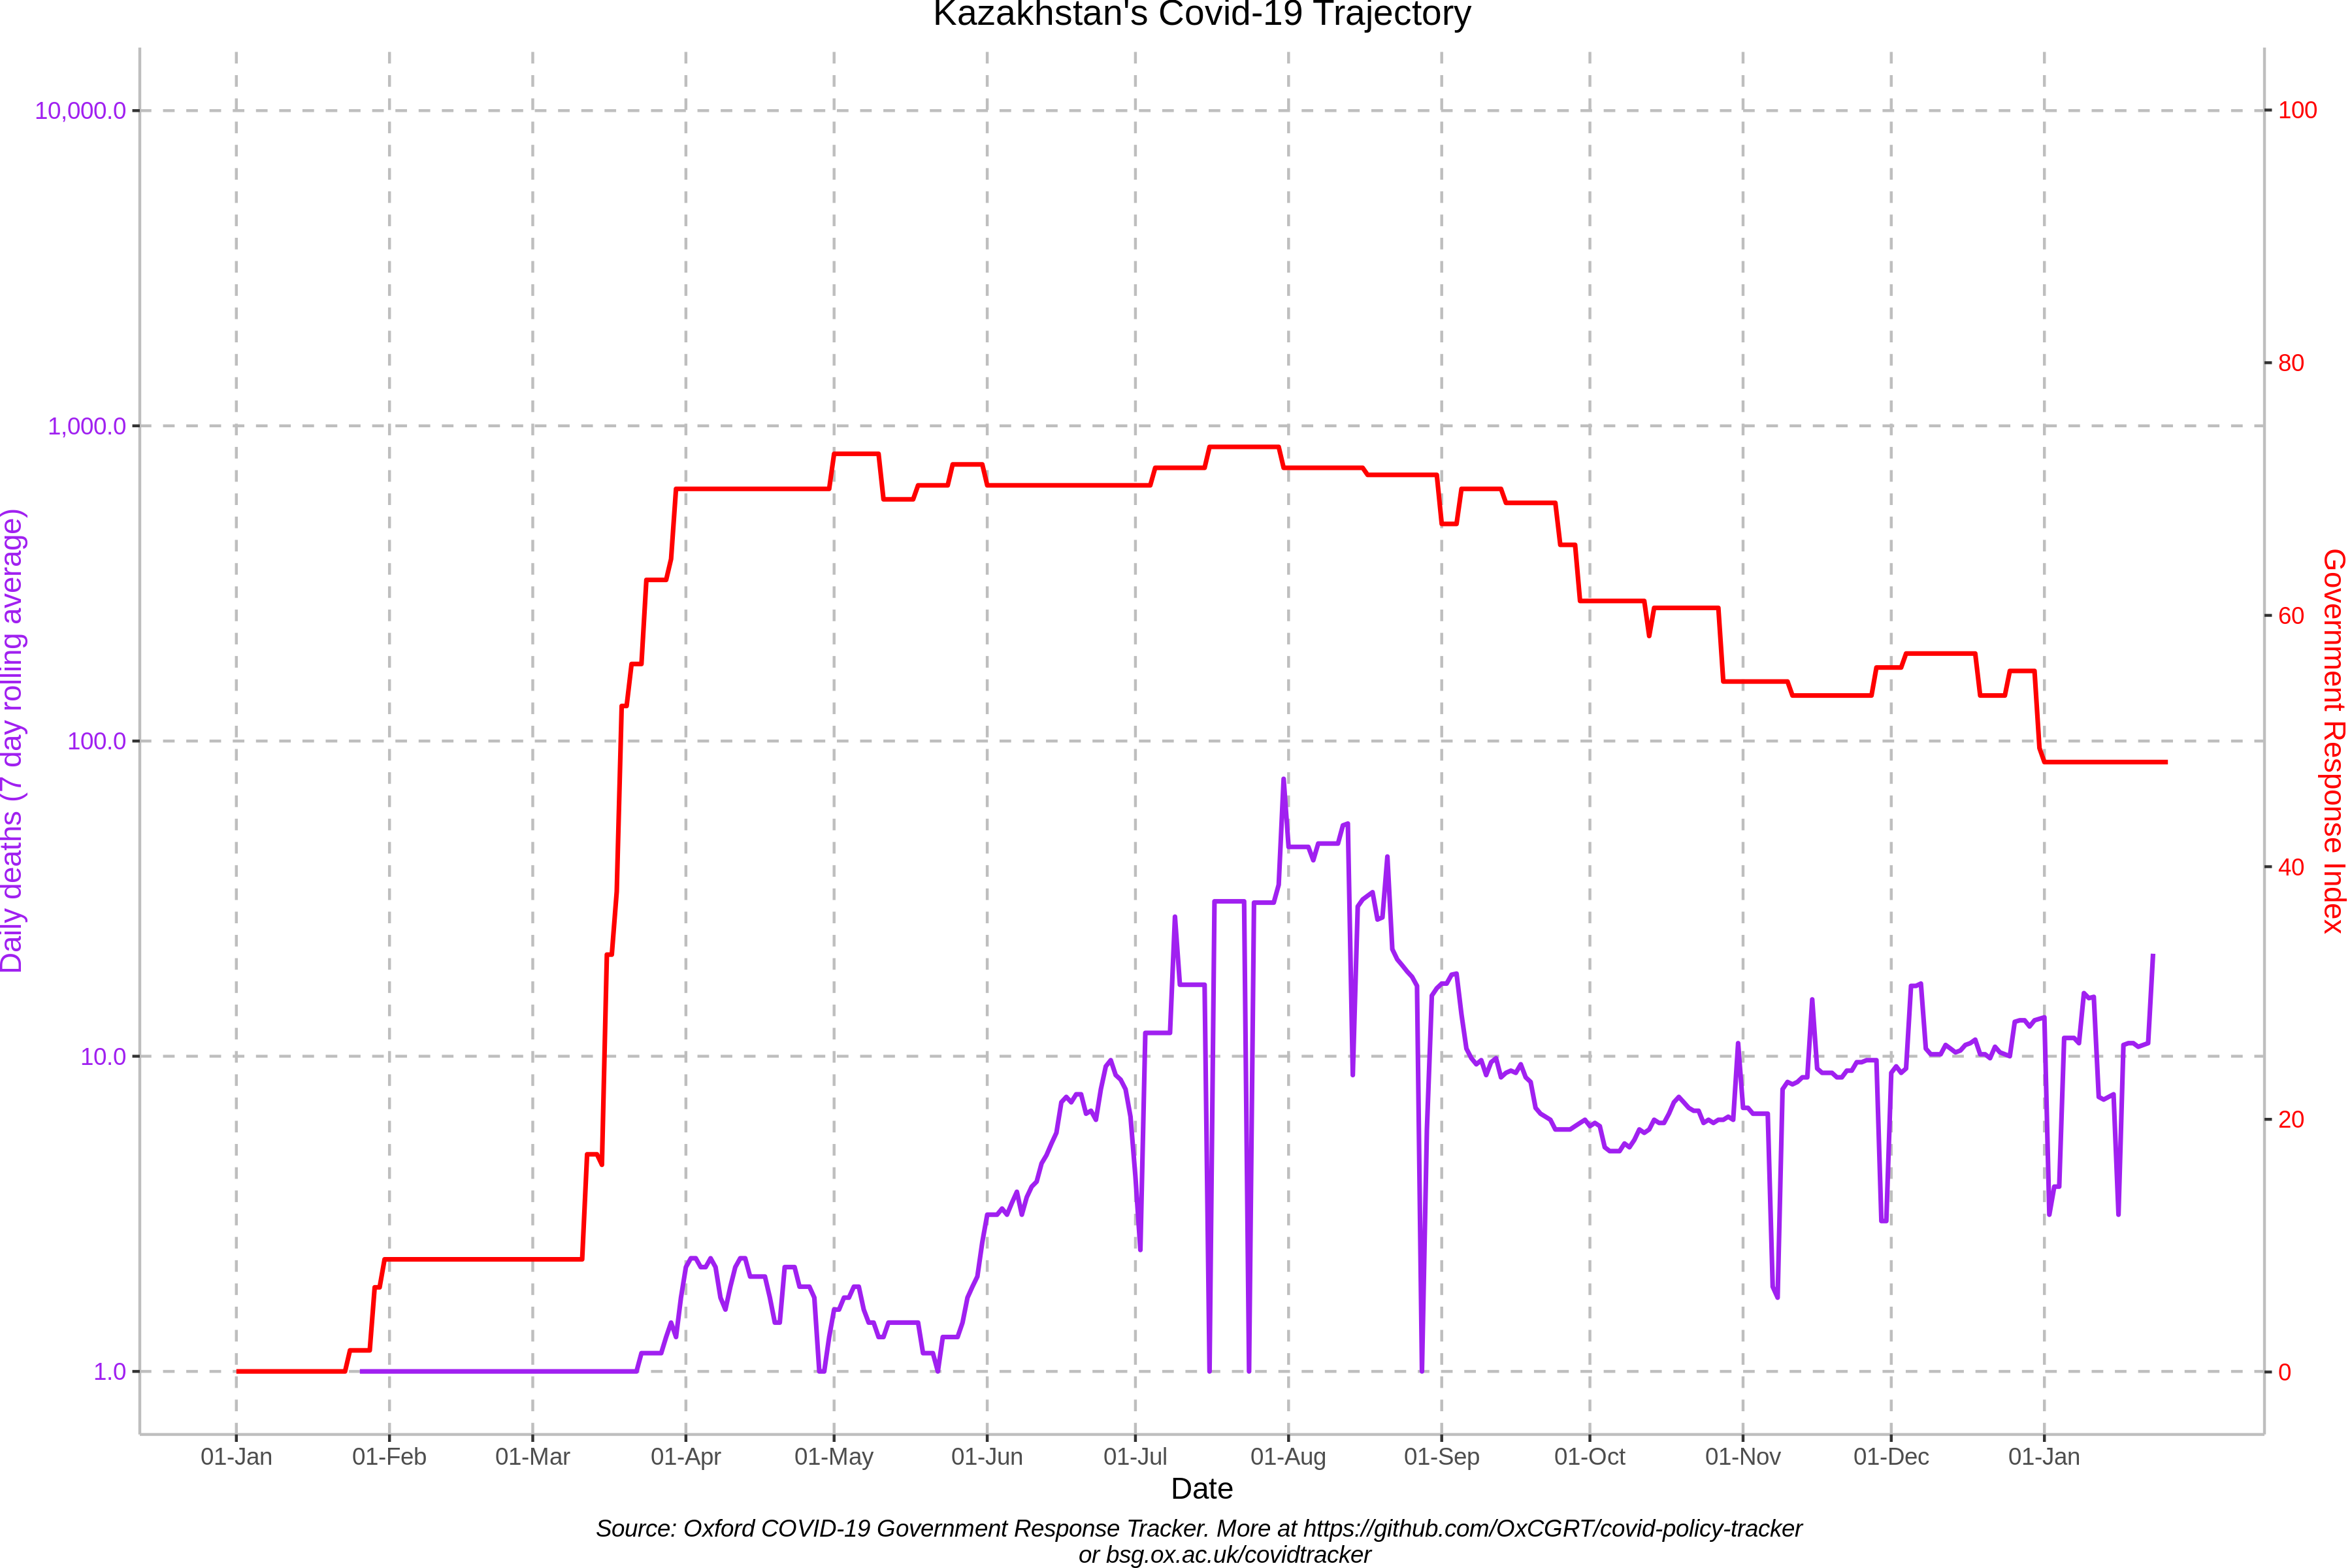 Kazakhstan's Covid-19 Trajectory
10,000.0
1,000.0
100.0
10.0
1.0
Daily deaths (7 day rolling average)
100
80
60
40
20
0
Government Response Index
01-Jan 01-Feb 01-Mar 01-Apr 01-May 01-Jun 01-Jul 01-Aug 01-Sep 01-Oct 01-Nov 01-Dec 01-Jan
Date
Source: Oxford COVID-19 Government Response Tracker. More at https://github.com/OxCGRT/covid-policy-tracker
or bsg.ox.ac.uk/covidtracker